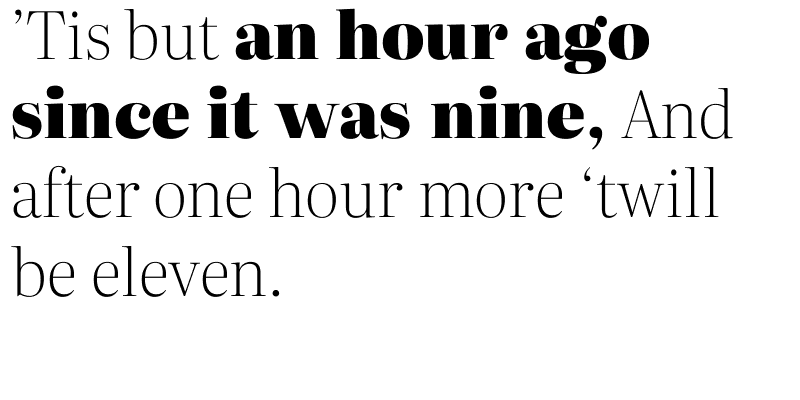 ’Tis but an hour ago
since it was nine, And
after one hour more ‘twill
be eleven.